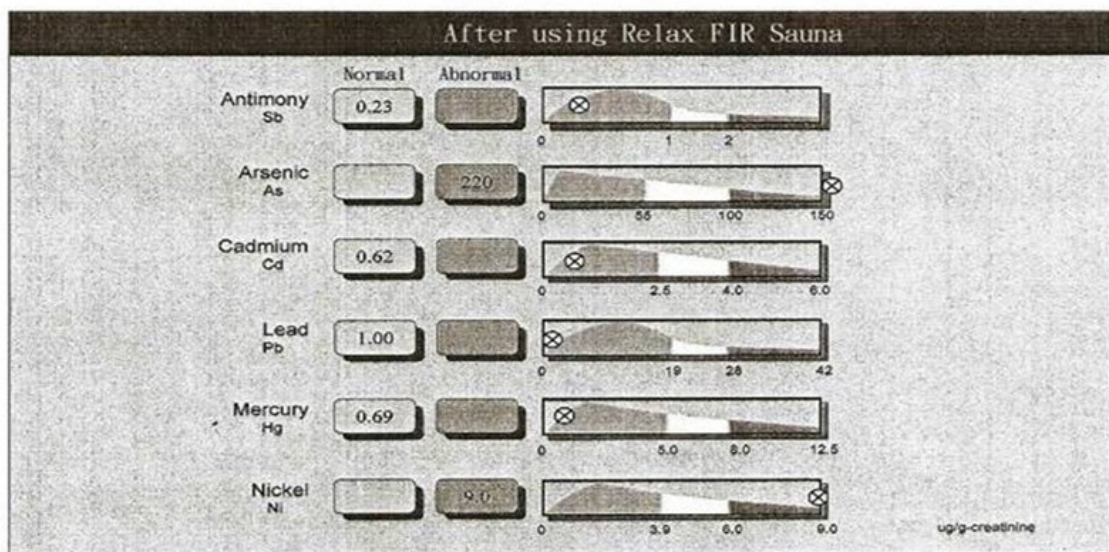 After using Relax FIR Sauna
Normal Abnormal
Antimony 0.23
Sb
0 1 2
Arsenic 220
As
0 55 100 150
Cadmium 0.62
Cd
0 2.5 4.0 6.0
Lead 1.00
Pb
0 19 28 42
Mercury 0.69
Hg
0 5.0 8.0 12.5
Nickel 9.0
Ni
0 3.9 6.0 9.0
ug/g-creatinine